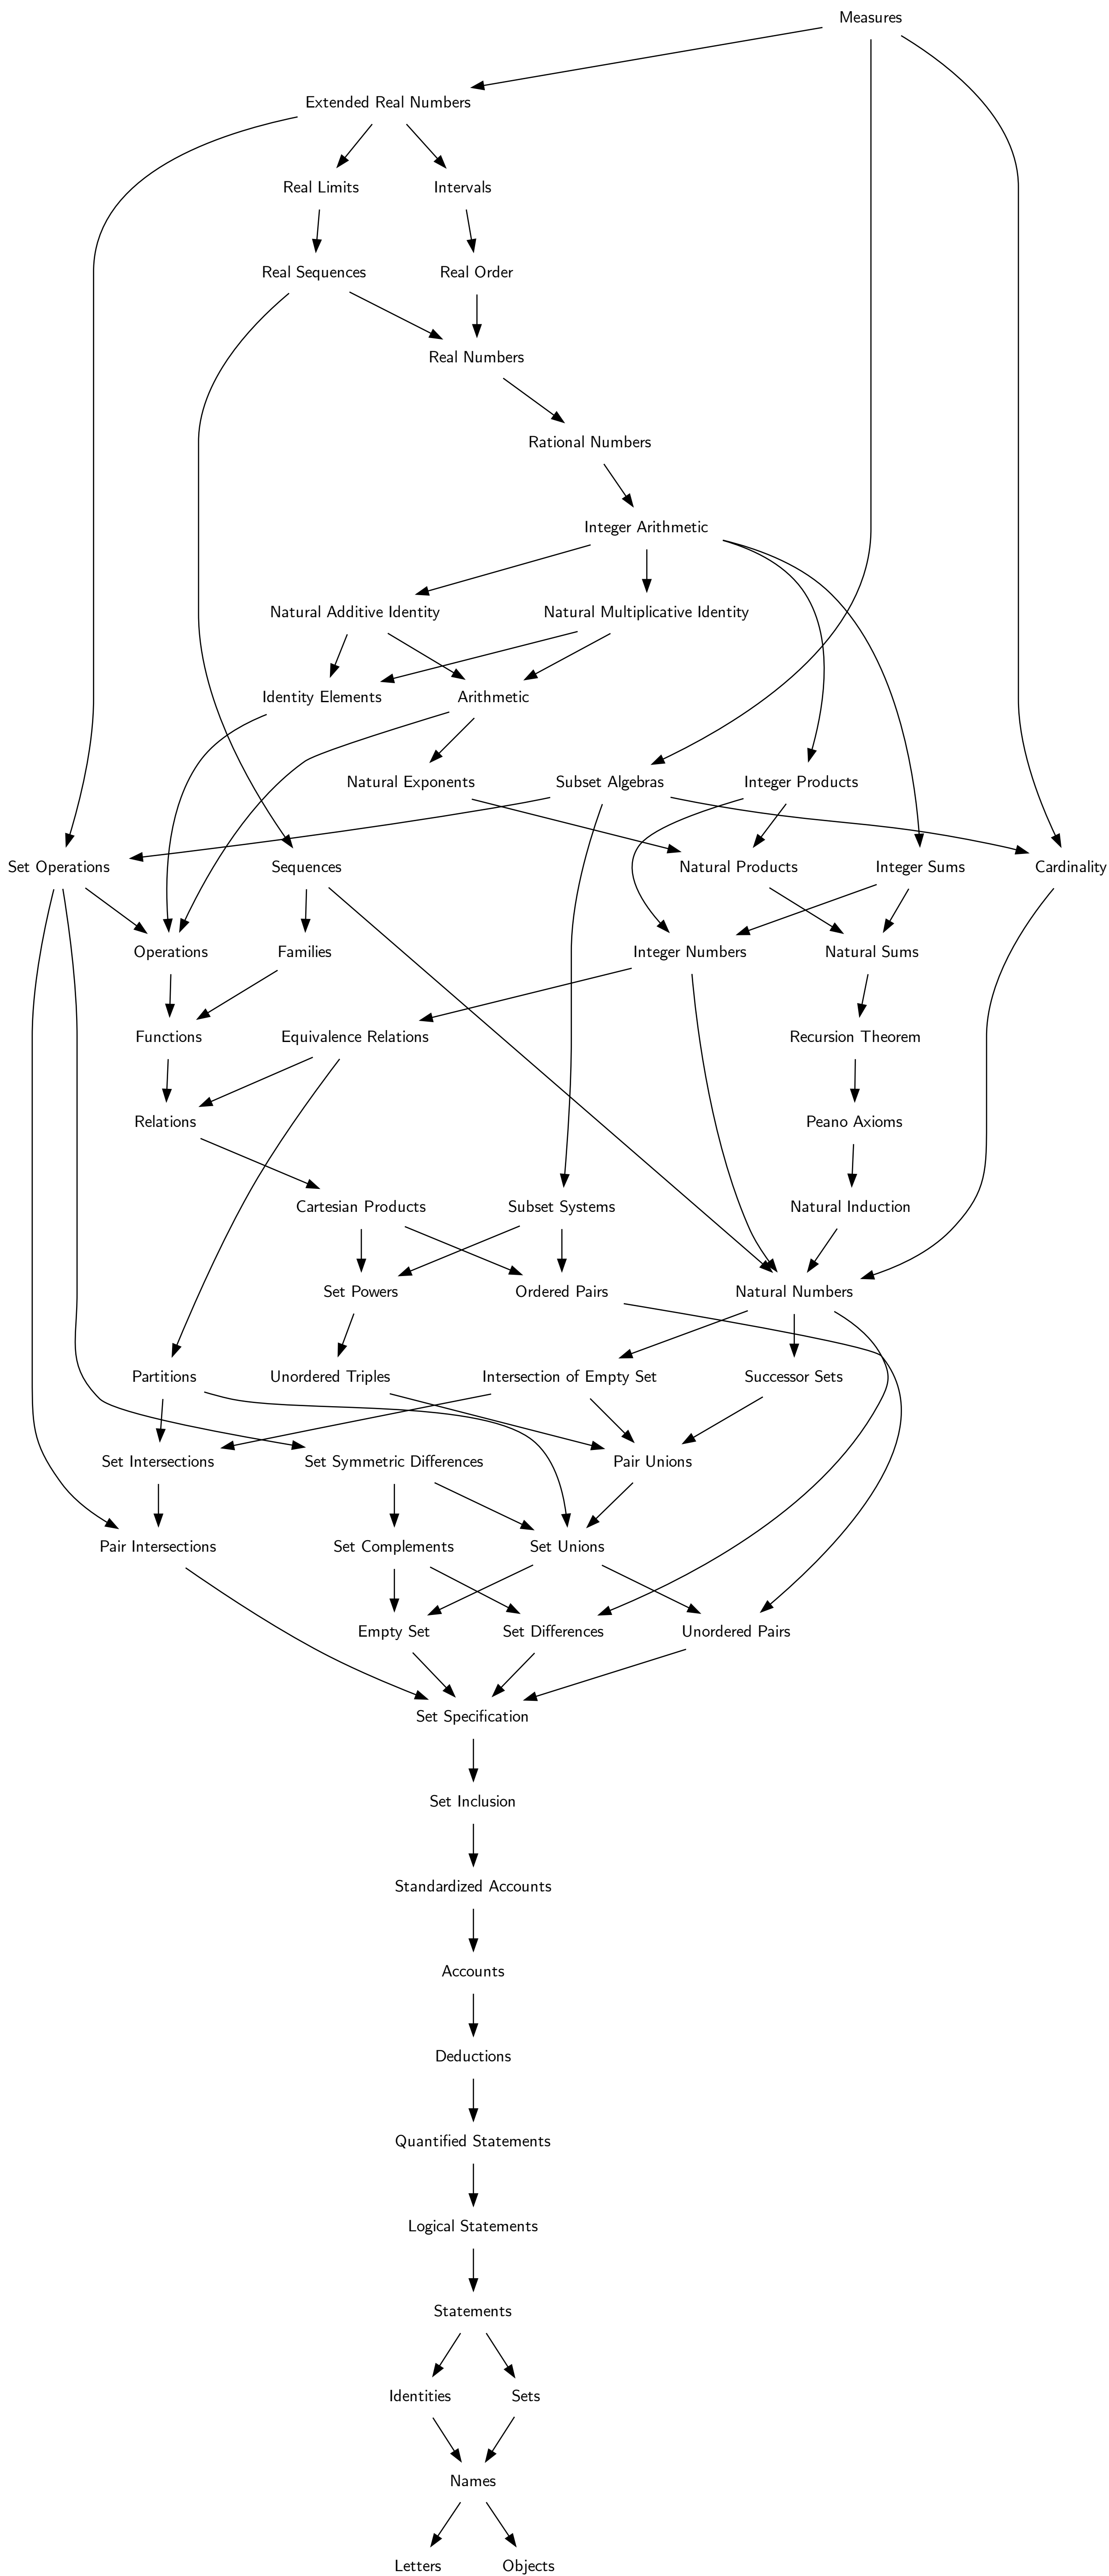 Measures
Extended Real Numbers
Real Limits
Intervals
Real Sequences
Real Order
Real Numbers
Rational Numbers
Integer Arithmetic
Natural Additive Identity
Natural Multiplicative Identity
Identity Elements
Arithmetic
Natural Exponents
Subset Algebras
Integer Products
Set Operations
Sequences
Natural Products
Integer Sums
Cardinality
Operations
Families
Integer Numbers
Natural Sums
Functions
Equivalence Relations
Recursion Theorem
Relations
Peano Axioms
Cartesian Products
Subset Systems
Natural Induction
Set Powers
Ordered Pairs
Natural Numbers
Partitions
Unordered Triples
Intersection of Empty Set
Successor Sets
Set Intersections
Set Symmetric Differences
Pair Unions
Pair Intersections
Set Complements
Set Unions
Empty Set
Set Differences
Unordered Pairs
Set Specification
Set Inclusion
Standardized Accounts
Accounts
Deductions
Quantified Statements
Logical Statements
Statements
Identities
Sets
Names
Letters
Objects